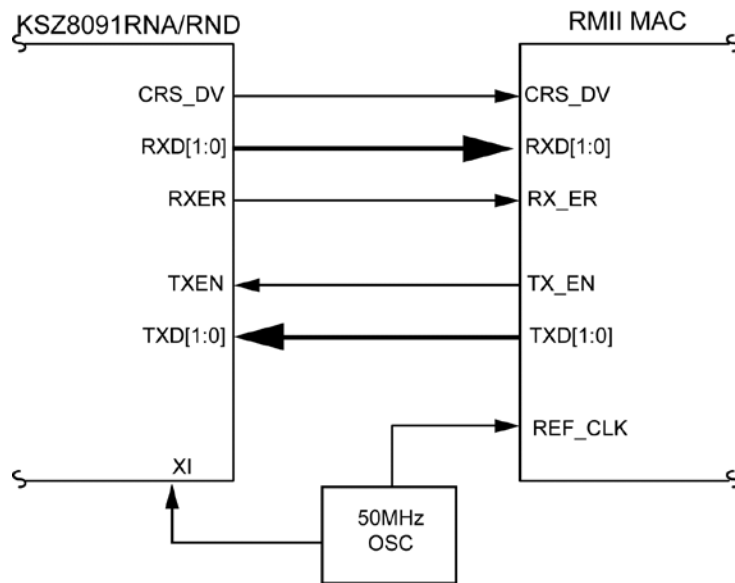 KSZ8091RNA/RND
RMII MAC
CRS_DV
CRS_DV
RXD[1:0]
RXD[1:0]
RXER
RX_ER
TXEN
TX_EN
TXD[1:0]
TXD[1:0]
REF_CLK
XI
50MHz
OSC